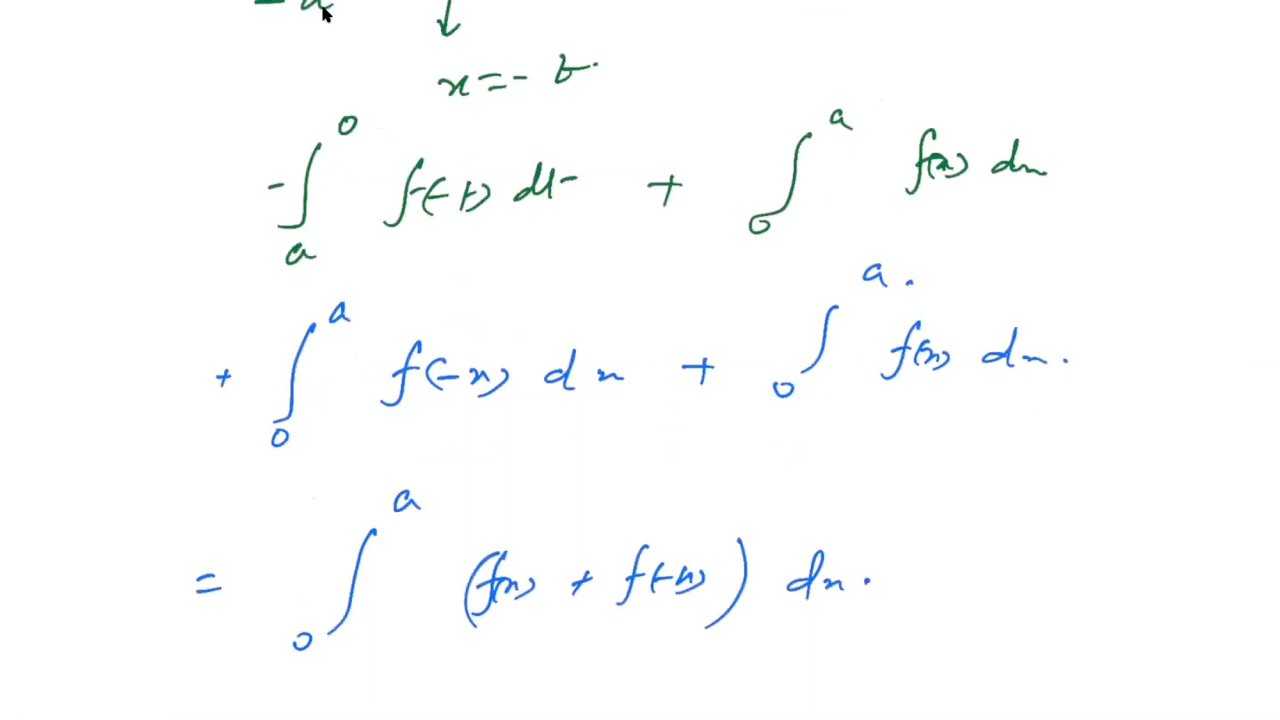 - a
x = - t
- ∫_a^0 f(-t) dt + ∫_0^a f(x) dx
+ ∫_0^a f(-x) dx + ∫_0^a f(x) dx.
= ∫_0^a (f(x) + f(-x)) dx.